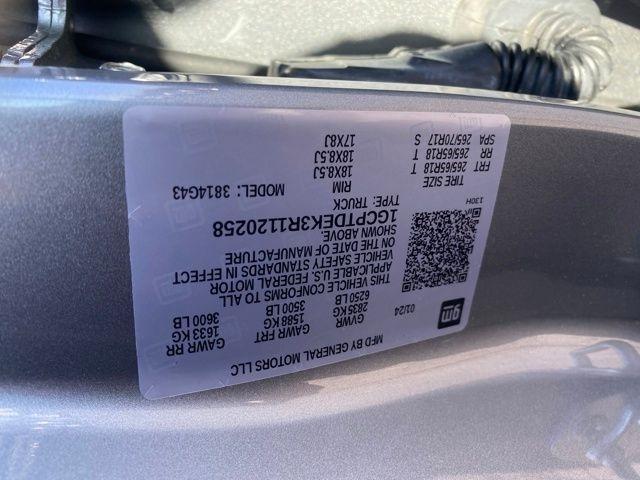 MFD BY GENERAL MOTORS LLC
gm
01/24
GVWR GAWR FRT GAWR RR
2835 KG 1588 KG 1633 KG
6250 LB 3500 LB 3600 LB
THIS VEHICLE CONFORMS TO ALL
APPLICABLE U.S. FEDERAL MOTOR
VEHICLE SAFETY STANDARDS IN EFFECT
ON THE DATE OF MANUFACTURE
SHOWN ABOVE.
1GCPTDEK3R1120258
TYPE: TRUCK MODEL: 3814G43
130H
TIRE SIZE RIM
FRT 265/65R18 T 18X8.5J
RR 265/65R18 T 18X8.5J
SPA 265/70R17 S 17X8J